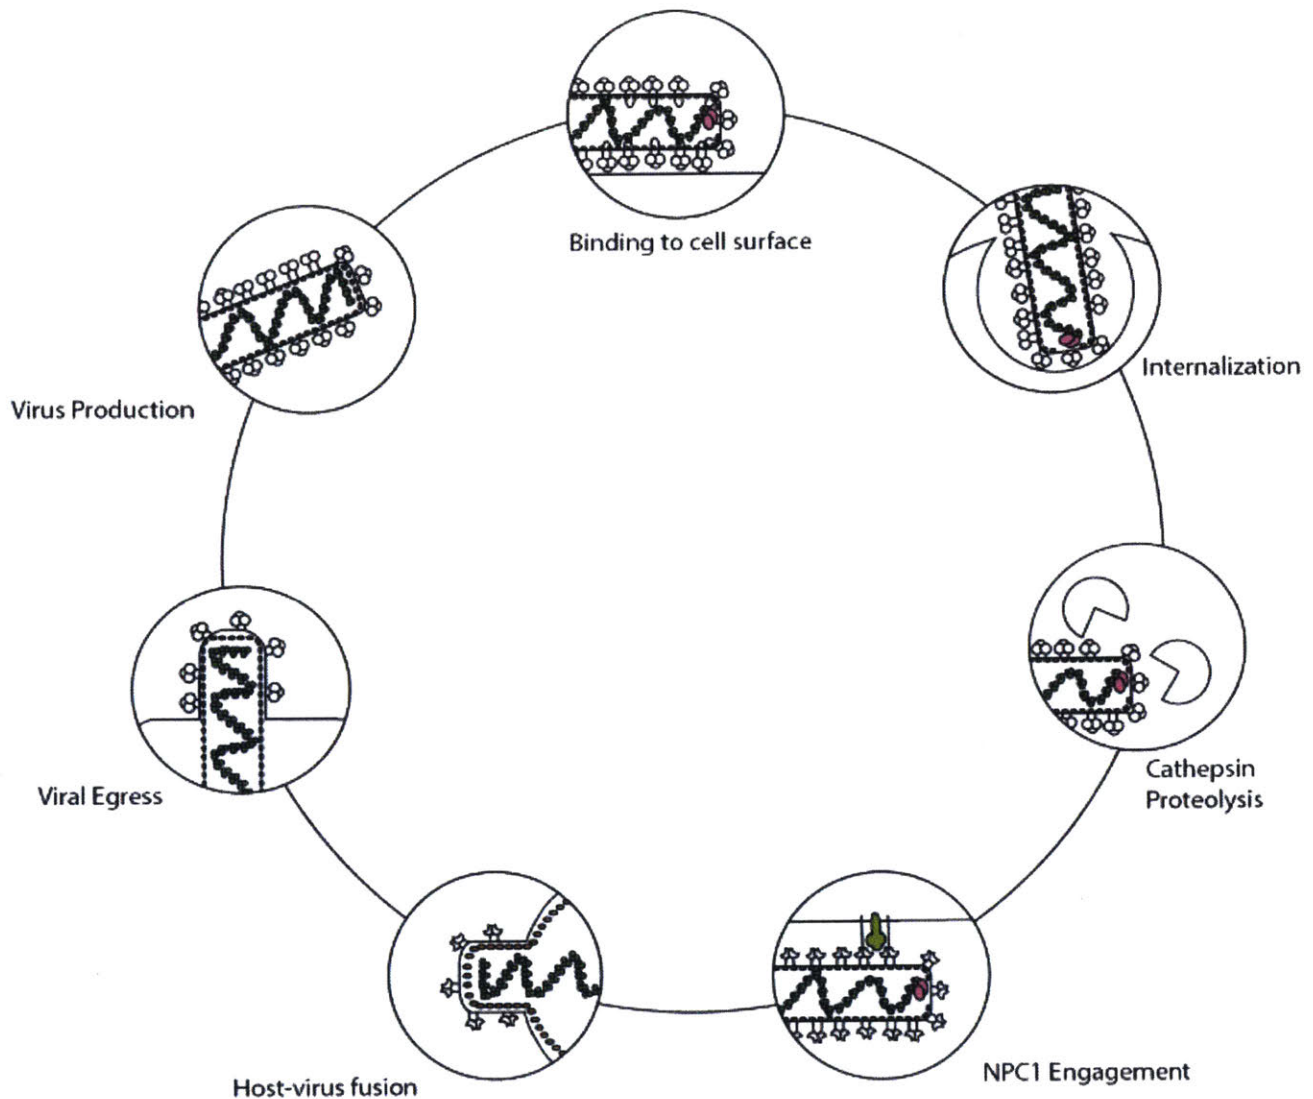 Binding to cell surface
Internalization
Cathepsin
Proteolysis
NPC1 Engagement
Host-virus fusion
Viral Egress
Virus Production